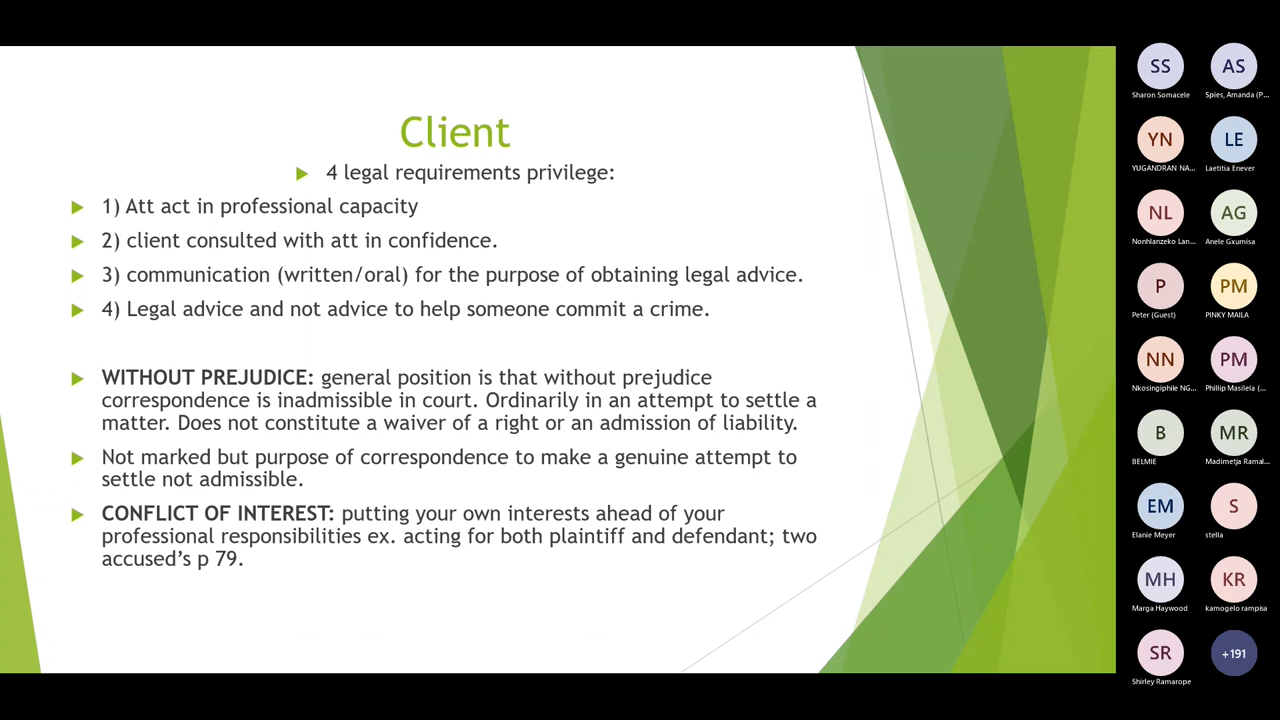 Client
4 legal requirements privilege:
1) Att act in professional capacity
2) client consulted with att in confidence.
3) communication (written/oral) for the purpose of obtaining legal advice.
4) Legal advice and not advice to help someone commit a crime.
WITHOUT PREJUDICE: general position is that without prejudice
correspondence is inadmissible in court. Ordinarily in an attempt to settle a
matter. Does not constitute a waiver of a right or an admission of liability.
Not marked but purpose of correspondence to make a genuine attempt to
settle not admissible.
CONFLICT OF INTEREST: putting your own interests ahead of your
professional responsibilities ex. acting for both plaintiff and defendant; two
accused's p 79.
SS AS
Sharon Somacele Spies, Amanda (P...
YN LE
YUGANDRAN NA... Laetitia Enever
NL AG
Nonhlanzeko Lan... Anele Gxumisa
P PM
Peter (Guest) PINKY MAILA
NN PM
Nkosingiphile NG... Phillip Masilela (...
B MR
BELMIE Madimetja Ramal...
EM S
Elanie Meyer stella
MH KR
Marga Haywood kamogelo rampisa
SR +191
Shirley Ramarope